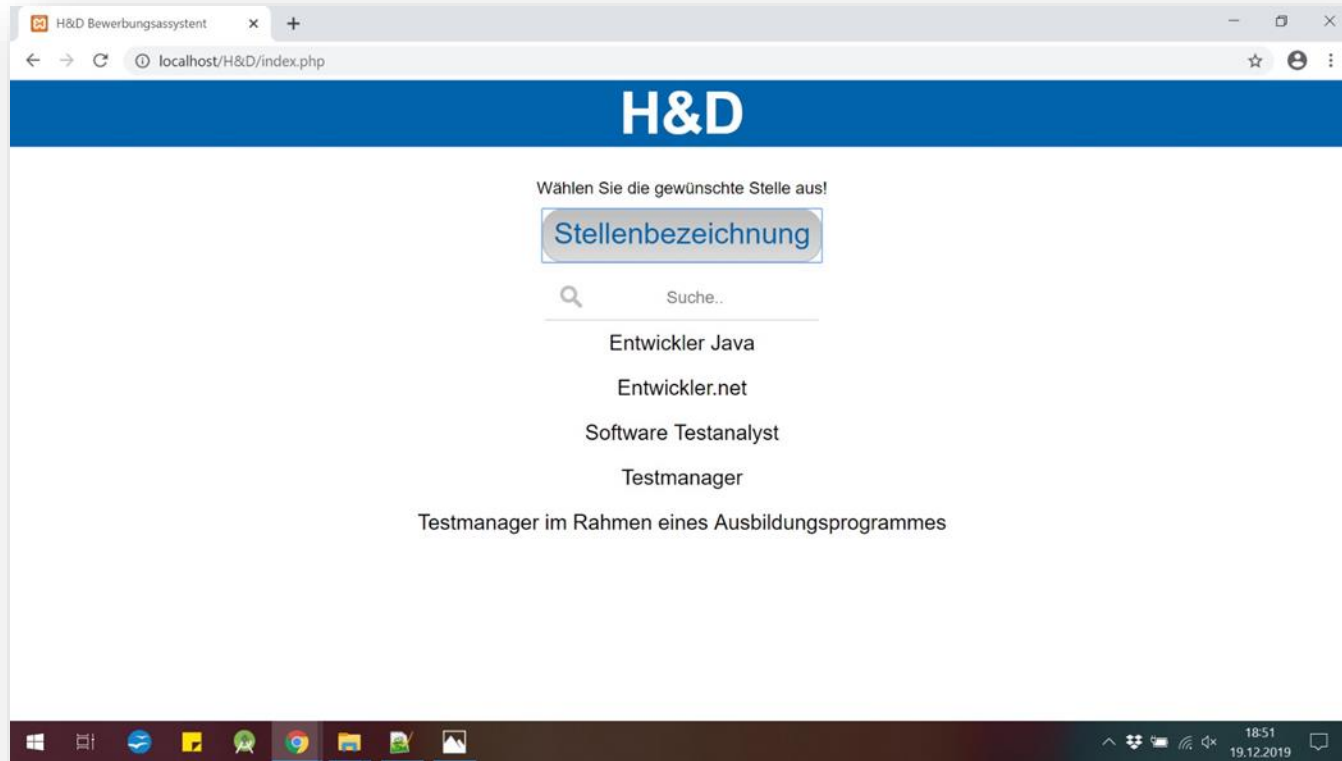 H&D Bewerbungsassystent
localhost/H&D/index.php
H&D
Wählen Sie die gewünschte Stelle aus!
Stellenbezeichnung
Suche..
Entwickler Java
Entwickler.net
Software Testanalyst
Testmanager
Testmanager im Rahmen eines Ausbildungsprogrammes
18:51
19.12.2019